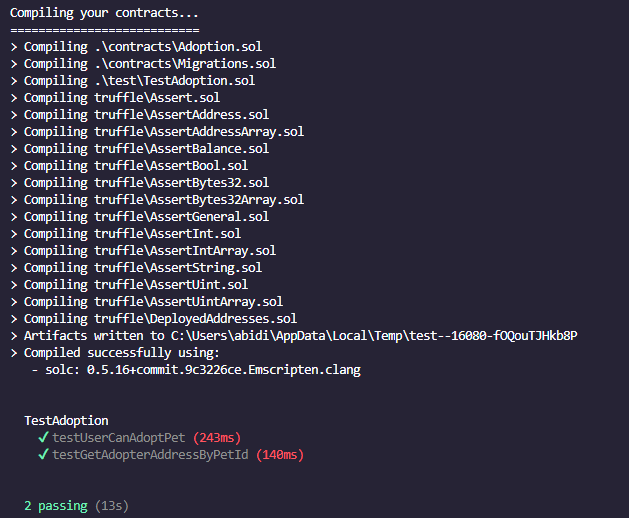 Compiling your contracts...
===========================
> Compiling .\contracts\Adoption.sol
> Compiling .\contracts\Migrations.sol
> Compiling .\test\TestAdoption.sol
> Compiling truffle\Assert.sol
> Compiling truffle\AssertAddress.sol
> Compiling truffle\AssertAddressArray.sol
> Compiling truffle\AssertBalance.sol
> Compiling truffle\AssertBool.sol
> Compiling truffle\AssertBytes32.sol
> Compiling truffle\AssertBytes32Array.sol
> Compiling truffle\AssertGeneral.sol
> Compiling truffle\AssertInt.sol
> Compiling truffle\AssertIntArray.sol
> Compiling truffle\AssertString.sol
> Compiling truffle\AssertUint.sol
> Compiling truffle\AssertUintArray.sol
> Compiling truffle\DeployedAddresses.sol
> Artifacts written to C:\Users\abidi\AppData\Local\Temp\test--16080-fOQouTJHkb8P
> Compiled successfully using:
   - solc: 0.5.16+commit.9c3226ce.Emscripten.clang
  TestAdoption
    ✓ testUserCanAdoptPet (243ms)
    ✓ testGetAdopterAddressByPetId (140ms)
  2 passing (13s)